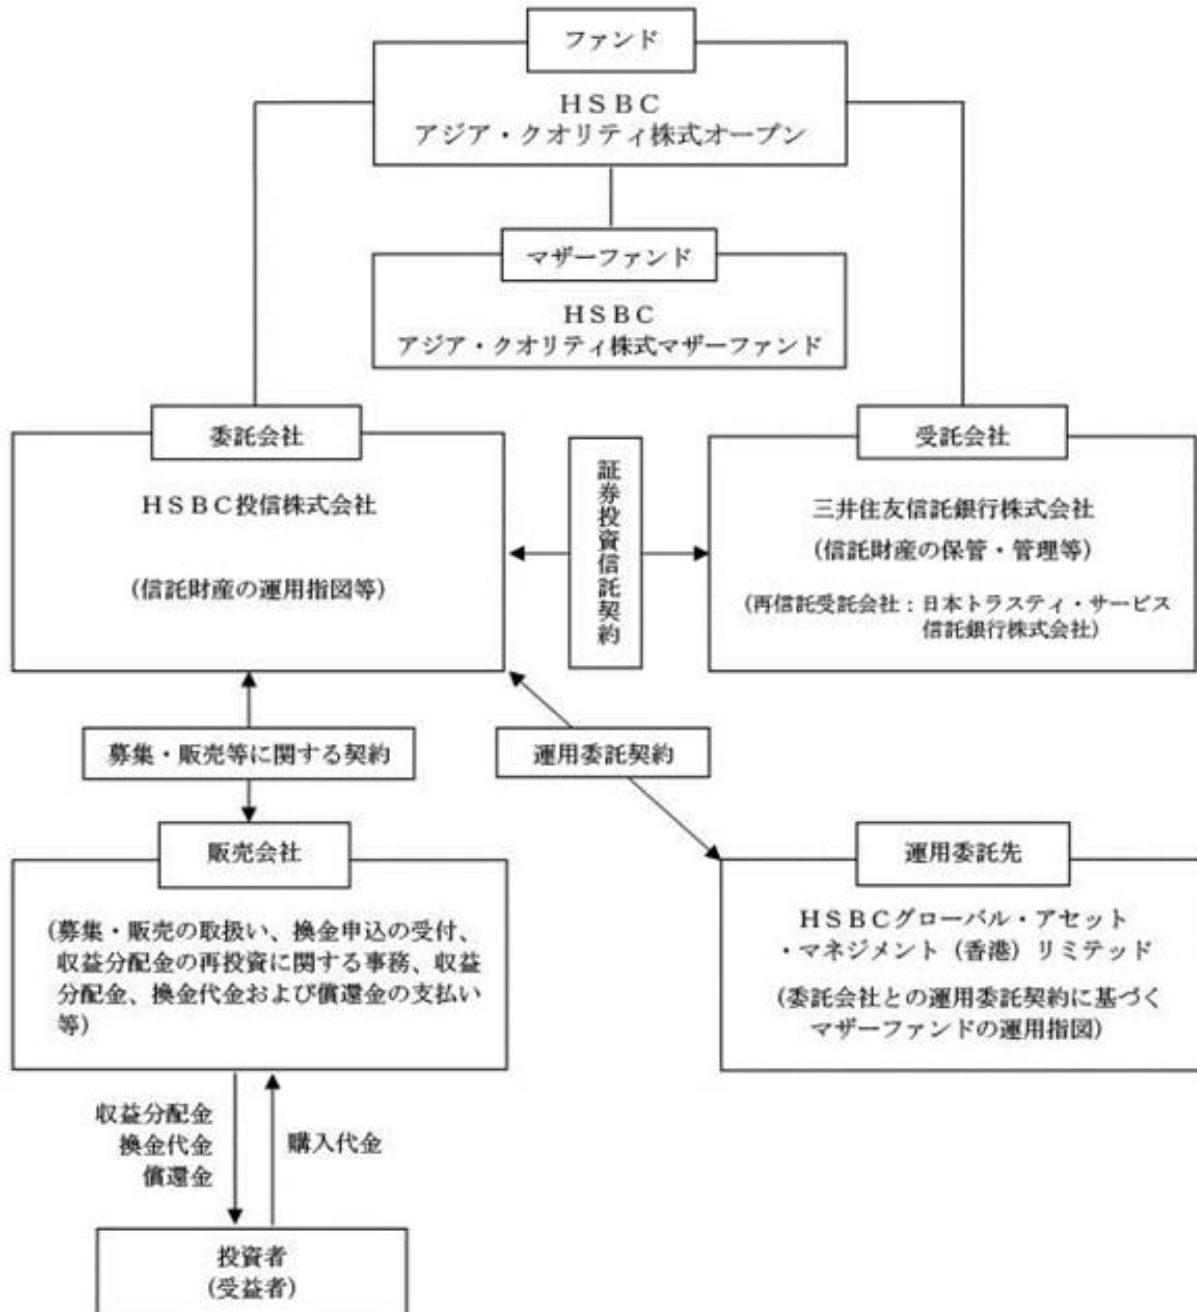 ファンド
HSBC
アジア・クオリティ株式オープン
マザーファンド
HSBC
アジア・クオリティ株式マザーファンド
委託会社
HSBC投信株式会社
(信託財産の運用指図等)
証券投資信託契約
受託会社
三井住友信託銀行株式会社
(信託財産の保管・管理等)
(再信託受託会社:日本トラスティ・サービス
信託銀行株式会社)
募集・販売等に関する契約
運用委託契約
販売会社
(募集・販売の取扱い、換金申込の受付、
収益分配金の再投資に関する事務、収益
分配金、換金代金および償還金の支払い
等)
運用委託先
HSBCグローバル・アセット
・マネジメント(香港)リミテッド
(委託会社との運用委託契約に基づく
マザーファンドの運用指図)
収益分配金
換金代金
償還金
購入代金
投資者
(受益者)